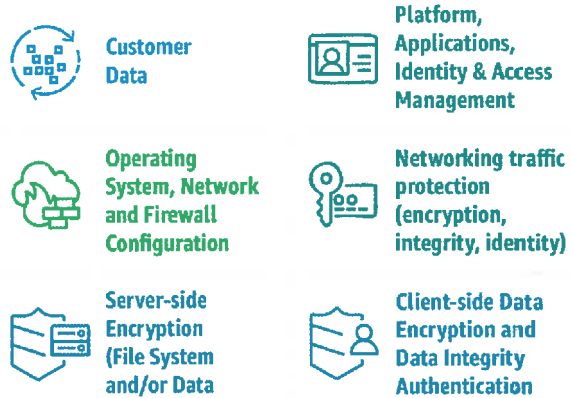 Customer
Data
Platform,
Applications,
Identity & Access
Management
Operating
System, Network
and Firewall
Configuration
Networking traffic
protection
(encryption,
integrity, identity)
Server-side
Encryption
(File System
and/or Data
Client-side Data
Encryption and
Data Integrity
Authentication